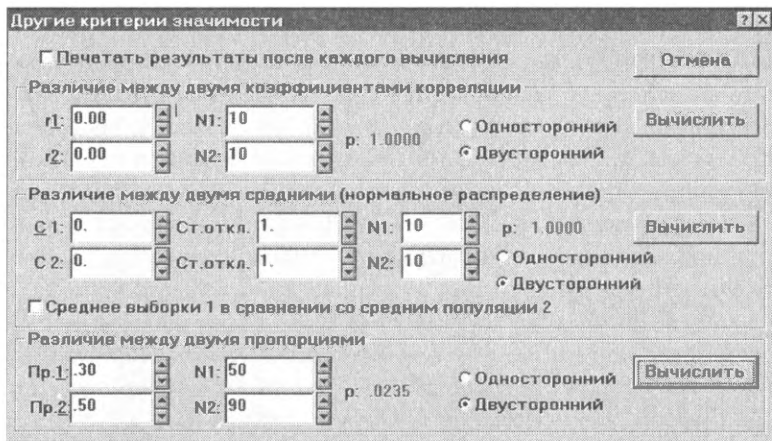 Другие критерии значимости
Печатать результаты после каждого вычисления
Отмена
Различие между двумя коэффициентами корреляции
r1: 0.00 N1: 10
r2: 0.00 N2: 10
p: 1.0000
Односторонний
Двусторонний
Вычислить
Различие между двумя средними (нормальное распределение)
С 1: 0. Ст.откл. 1. N1: 10 p: 1.0000
С 2: 0. Ст.откл. 1. N2: 10
Односторонний
Двусторонний
Вычислить
Среднее выборки 1 в сравнении со средним популяции 2
Различие между двумя пропорциями
Пр.1: .30 N1: 50
Пр.2: .50 N2: 90
p: .0235
Односторонний
Двусторонний
Вычислить